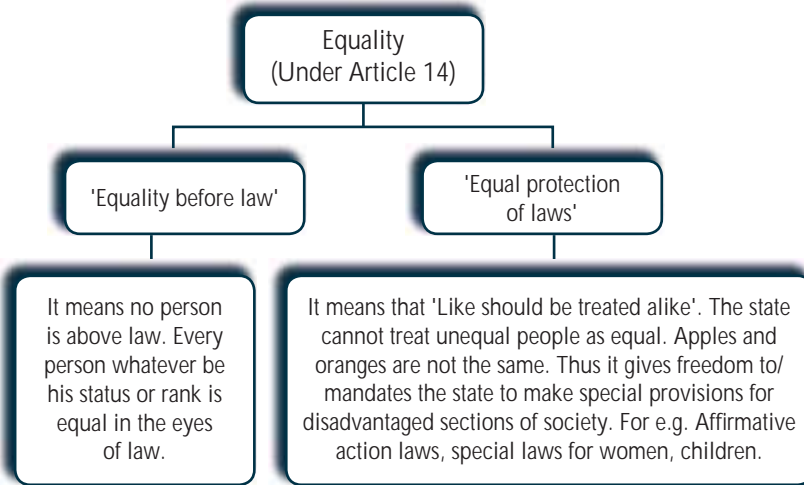 Equality
(Under Article 14)
'Equality before law'
'Equal protection
of laws'
It means no person
is above law. Every
person whatever be
his status or rank is
equal in the eyes
of law.
It means that 'Like should be treated alike'. The state
cannot treat unequal people as equal. Apples and
oranges are not the same. Thus it gives freedom to/
mandates the state to make special provisions for
disadvantaged sections of society. For e.g. Affirmative
action laws, special laws for women, children.